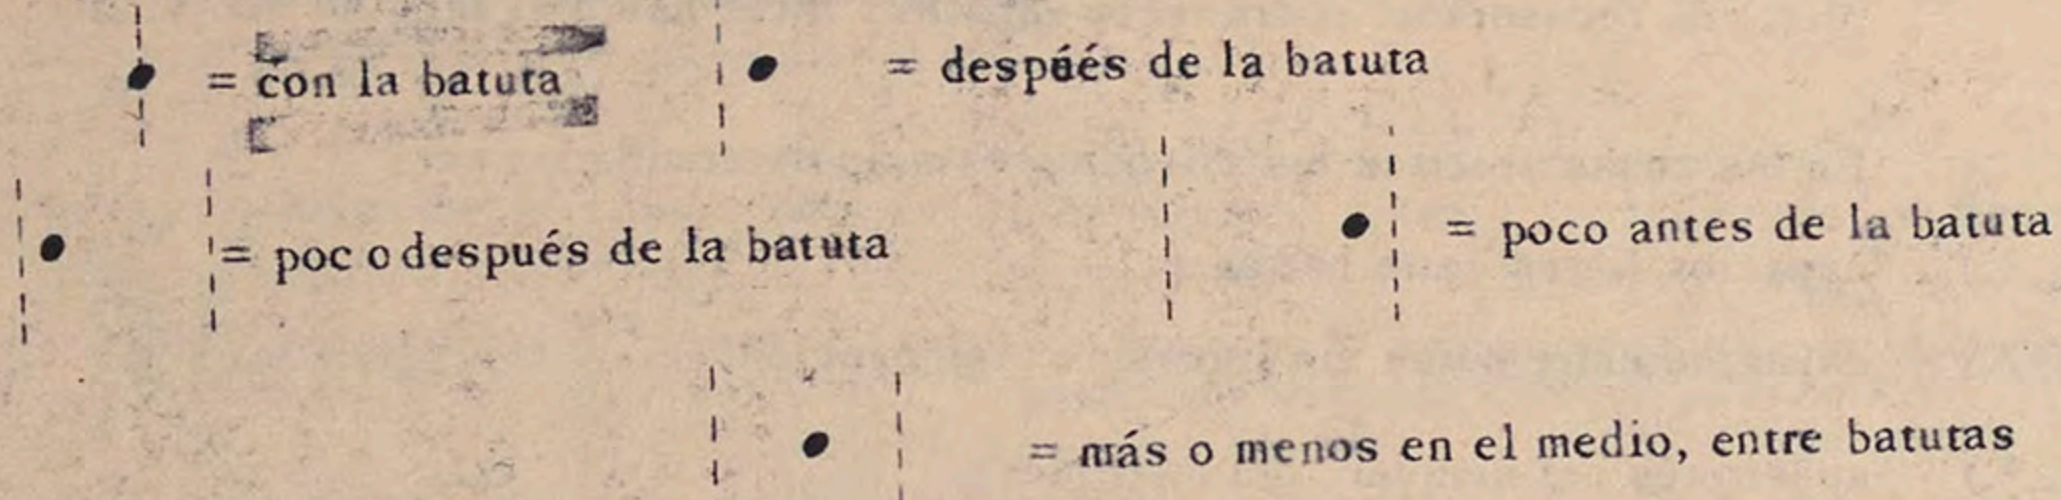 = con la batuta
= después de la batuta
= poc o después de la batuta
= poco antes de la batuta
= más o menos en el medio, entre batutas